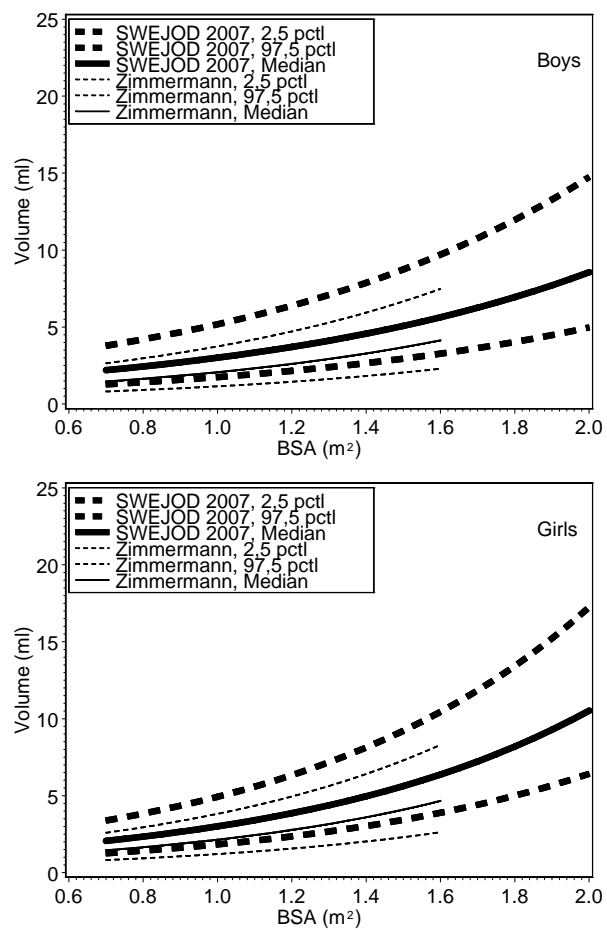 25
SWEJOD 2007, 2,5 pctl
SWEJOD 2007, 97,5 pctl
SWEJOD 2007, Median
Zimmermann, 2,5 pctl
Zimmermann, 97,5 pctl
Zimmermann, Median
Boys
20
15
10
5
0
Volume (ml)
0.6 0.8 1.0 1.2 1.4 1.6 1.8 2.0
BSA (m²)
25
SWEJOD 2007, 2,5 pctl
SWEJOD 2007, 97,5 pctl
SWEJOD 2007, Median
Zimmermann, 2,5 pctl
Zimmermann, 97,5 pctl
Zimmermann, Median
Girls
20
15
10
5
0
Volume (ml)
0.6 0.8 1.0 1.2 1.4 1.6 1.8 2.0
BSA (m²)